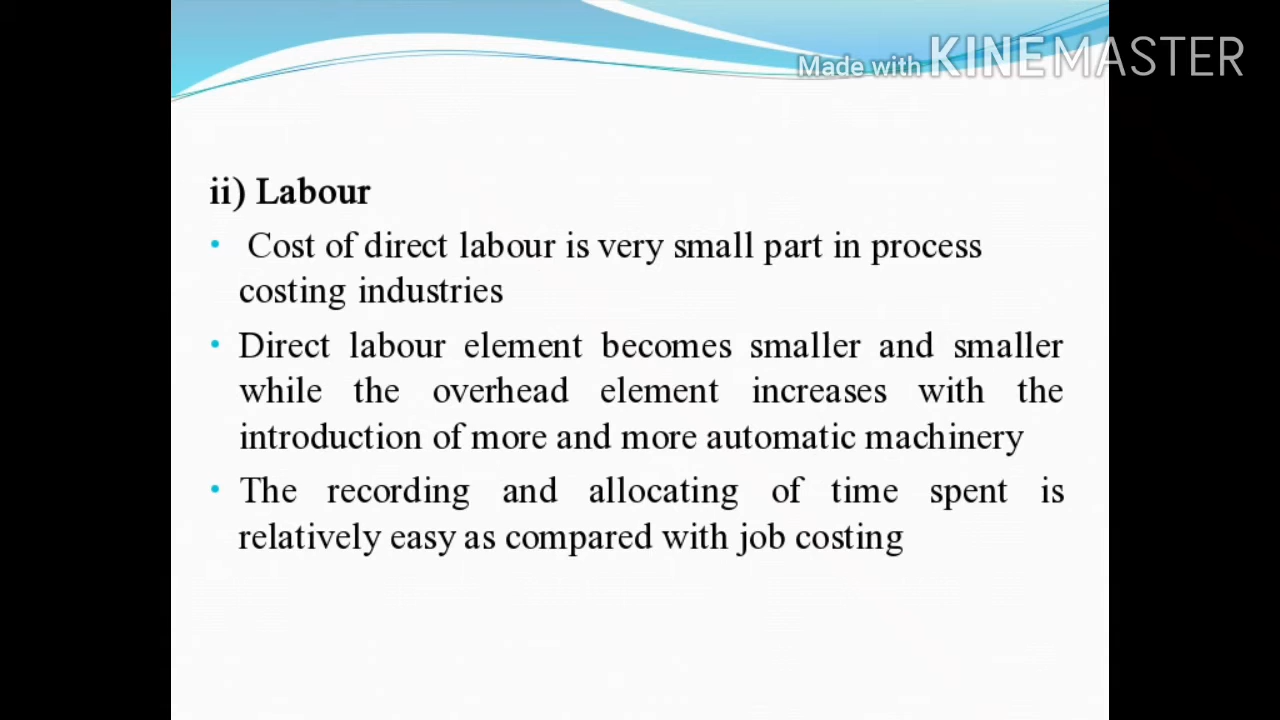 Made with KINEMASTER
ii) Labour
• Cost of direct labour is very small part in process
costing industries
• Direct labour element becomes smaller and smaller
while the overhead element increases with the
introduction of more and more automatic machinery
• The recording and allocating of time spent is
relatively easy as compared with job costing